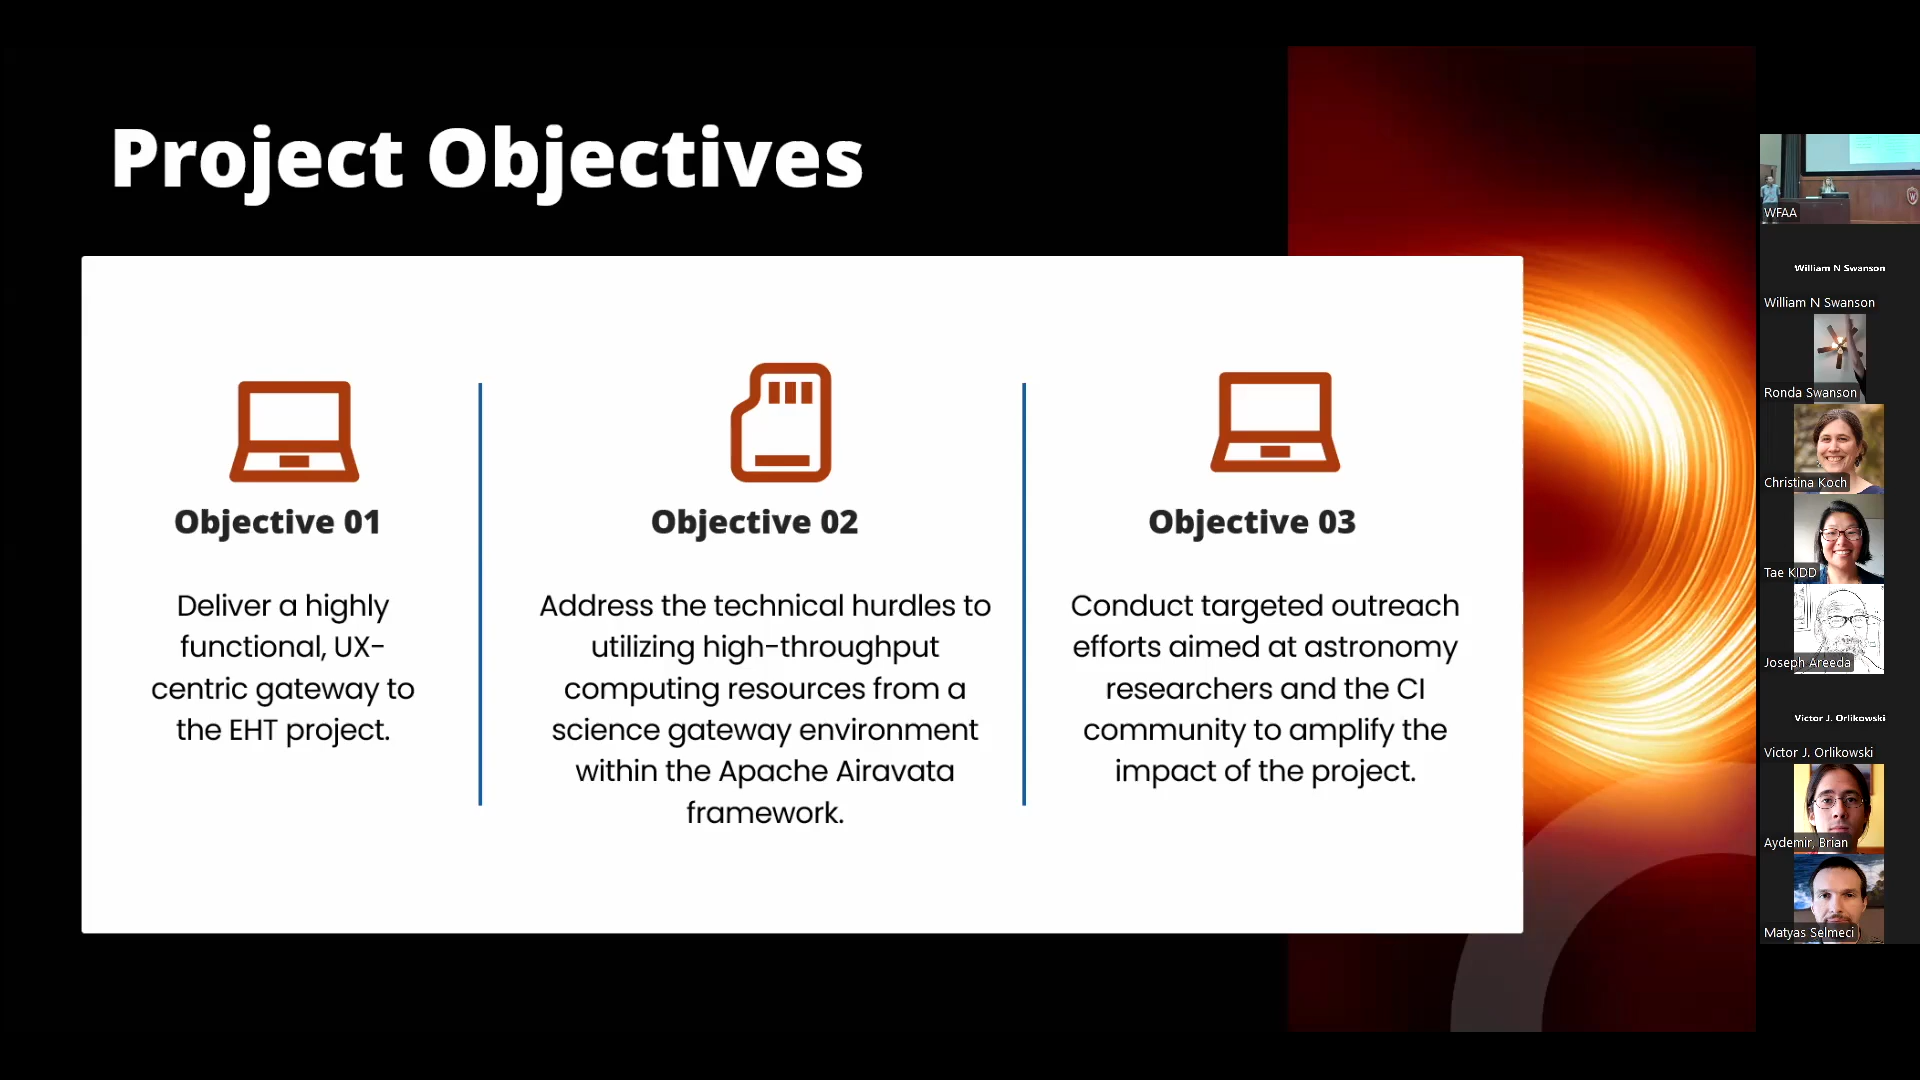 Project Objectives
Objective 01
Deliver a highly
functional, UX-
centric gateway to
the EHT project.
Objective 02
Address the technical hurdles to
utilizing high-throughput
computing resources from a
science gateway environment
within the Apache Airavata
framework.
Objective 03
Conduct targeted outreach
efforts aimed at astronomy
researchers and the CI
community to amplify the
impact of the project.
WFAA
William N Swanson
William N Swanson
Ronda Swanson
Christina Koch
Tae KIDD
Joseph Areeda
Victor J. Orlikowski
Victor J. Orlikowski
Aydemir, Brian
Matyas Selmeci